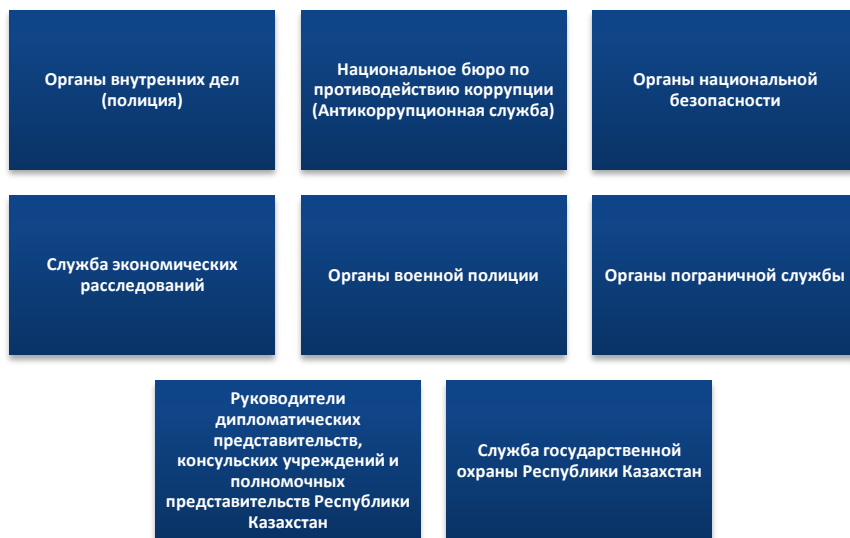 Органы внутренних дел
(полиция)
Национальное бюро по
противодействию коррупции
(Антикоррупционная служба)
Органы национальной
безопасности
Служба экономических
расследований
Органы военной полиции
Органы пограничной службы
Руководители
дипломатических
представительств,
консульских учреждений и
полномочных
представительств Республики
Казахстан
Служба государственной
охраны Республики Казахстан